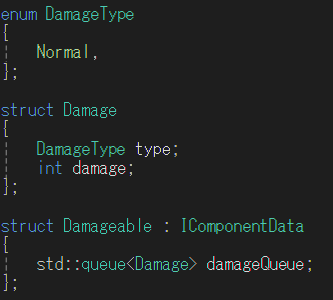 enum DamageType
{
    Normal,
};

struct Damage
{
    DamageType type;
    int damage;
};

struct Damageable : IComponentData
{
    std::queue<Damage> damageQueue;
};